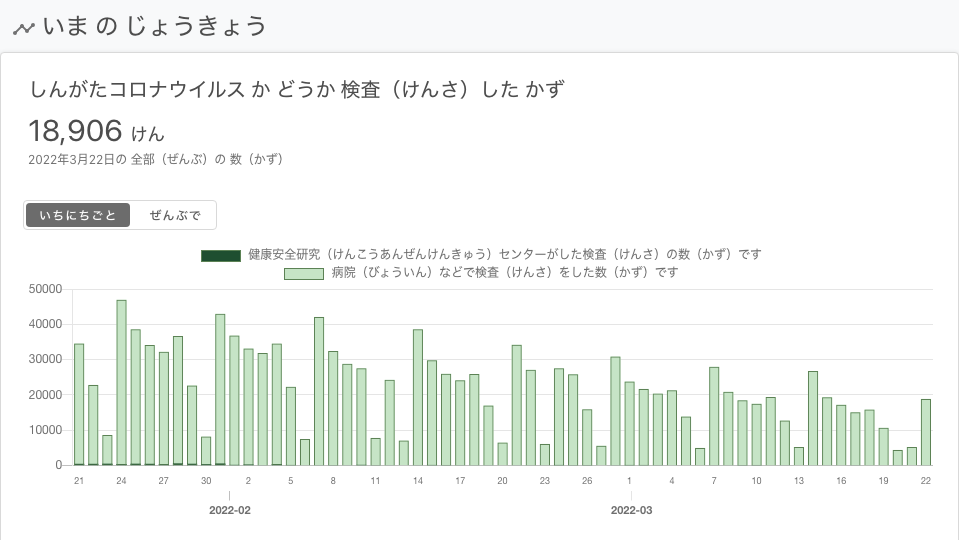 いま の じょうきょう
しんがたコロナウイルス か どうか 検査（けんさ）した かず
18,906 けん
2022年3月22日の 全部（ぜんぶ）の 数（かず）
いちにちごと ぜんぶで
健康安全研究（けんこうあんぜんけんきゅう）センターがした検査（けんさ）の数（かず）です
病院（びょういん）などで検査（けんさ）をした数（かず）です
50000
40000
30000
20000
10000
0
21 24 27 30 2 5 8 11 14 17 20 23 26 1 4 7 10 13 16 19 22
2022-02 2022-03